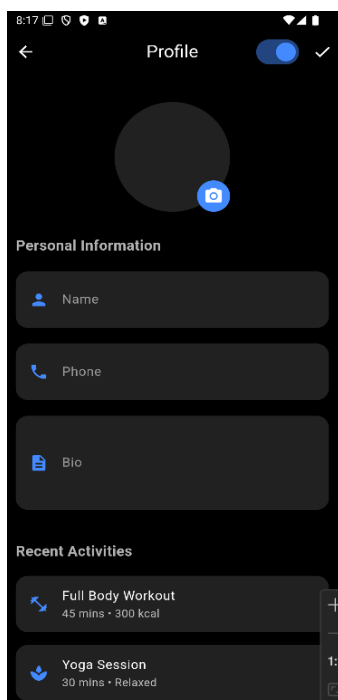 8:17
Profile
Personal Information
Name
Phone
Bio
Recent Activities
Full Body Workout
45 mins • 300 kcal
Yoga Session
30 mins • Relaxed
1: